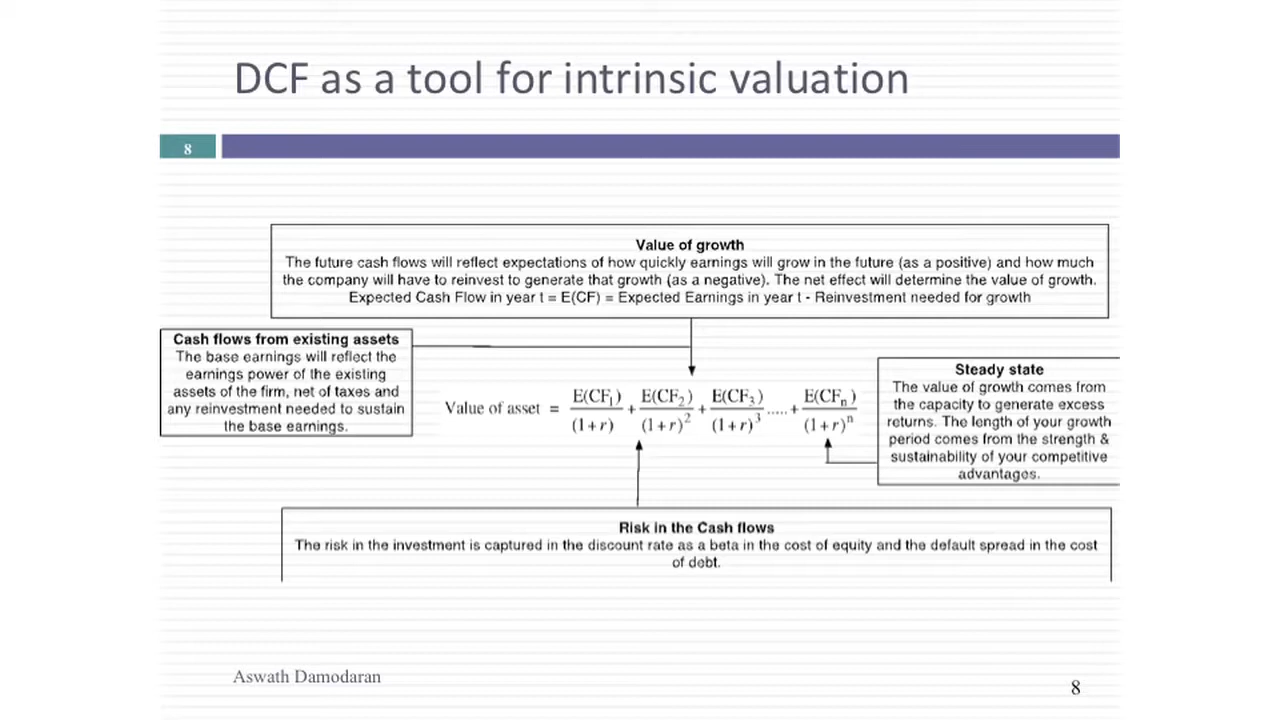 DCF as a tool for intrinsic valuation
8
Value of growth
The future cash flows will reflect expectations of how quickly earnings will grow in the future (as a positive) and how much
the company will have to reinvest to generate that growth (as a negative). The net effect will determine the value of growth.
Expected Cash Flow in year t = E(CF) = Expected Earnings in year t - Reinvestment needed for growth
Cash flows from existing assets
The base earnings will reflect the
earnings power of the existing
assets of the firm, net of taxes and
any reinvestment needed to sustain
the base earnings.
Value of asset = E(CF₁)/(1+r) + E(CF₂)/(1+r)² + E(CF₃)/(1+r)³ ..... + E(CFₙ)/(1+r)ⁿ
Steady state
The value of growth comes from
the capacity to generate excess
returns. The length of your growth
period comes from the strength &
sustainability of your competitive
advantages.
Risk in the Cash flows
The risk in the investment is captured in the discount rate as a beta in the cost of equity and the default spread in the cost
of debt.
Aswath Damodaran
8